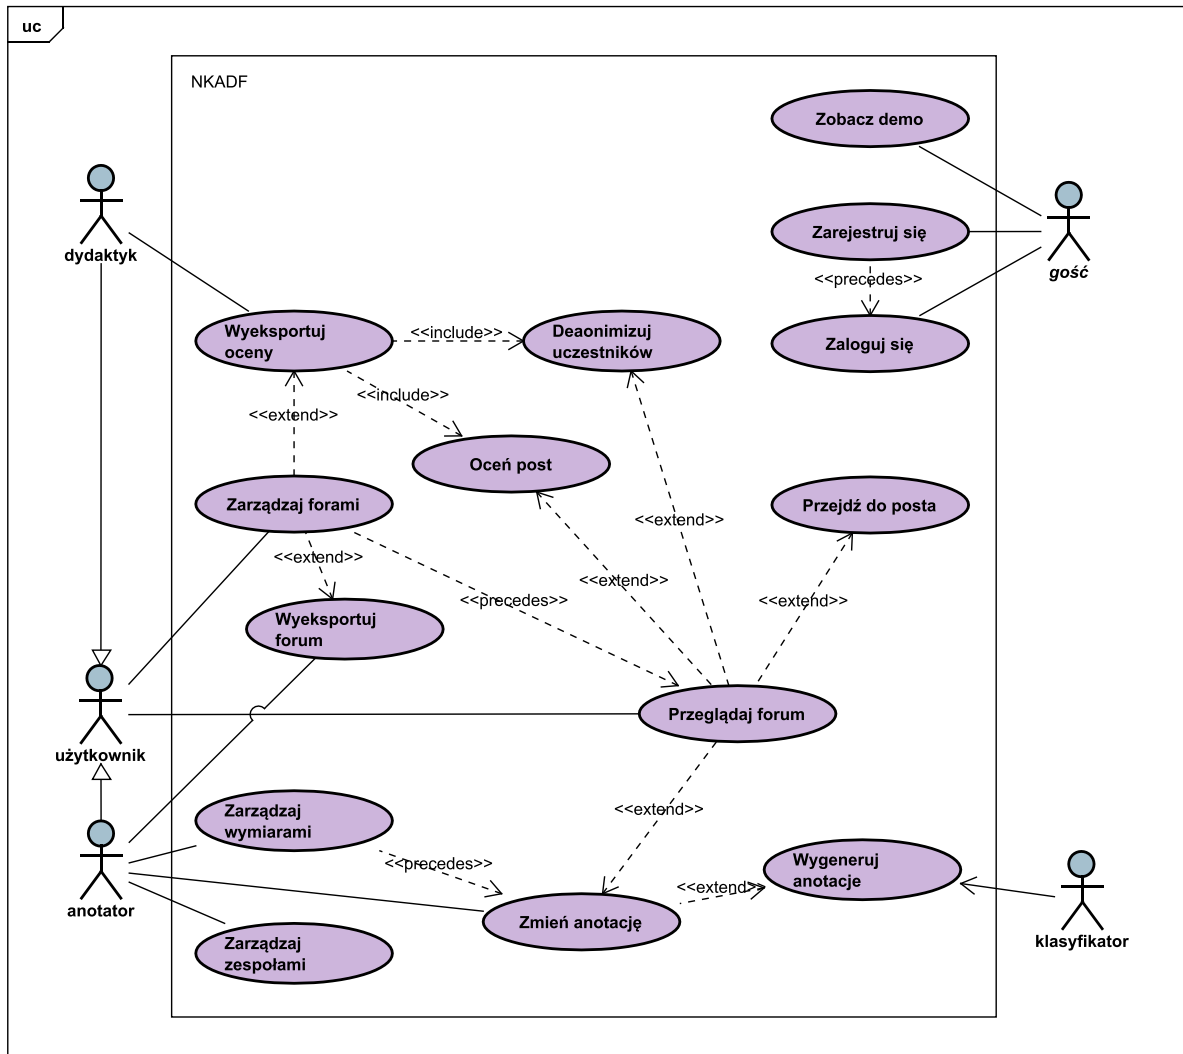 uc
NKADF
Zobacz demo
Zarejestruj się
<<precedes>>
gość
dydaktyk
Wyeksportuj
oceny
<<include>>
Deaonimizuj
uczestników
Zaloguj się
<<include>>
<<extend>>
Oceń post
Zarządzaj forami
Przejdź do posta
<<extend>>
<<extend>>
<<extend>>
<<precedes>>
<<extend>>
Wyeksportuj
forum
Przeglądaj forum
użytkownik
<<extend>>
Zarządzaj
wymiarami
<<precedes>>
Wygeneruj
anotacje
<<extend>>
anotator
Zmień anotację
klasyfikator
Zarządzaj
zespołami